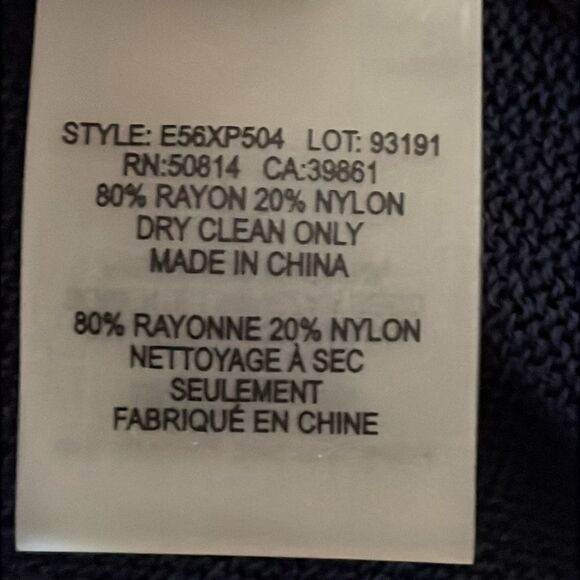 STYLE: E56XP504 LOT: 93191
RN:50814 CA:39861
80% RAYON 20% NYLON
DRY CLEAN ONLY
MADE IN CHINA
80% RAYONNE 20% NYLON
NETTOYAGE À SEC
SEULEMENT
FABRIQUÉ EN CHINE